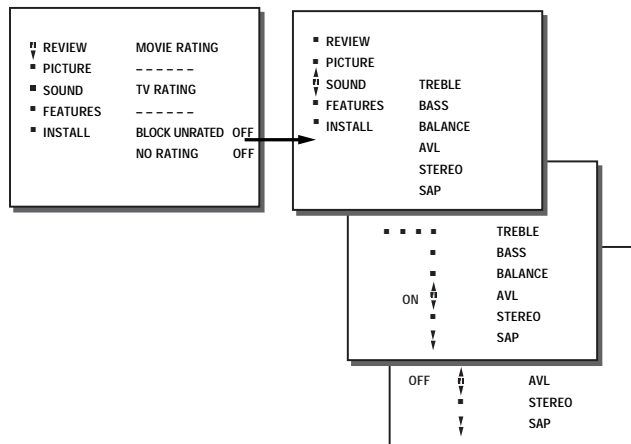 REVIEW MOVIE RATING
PICTURE ------
SOUND TV RATING
FEATURES ------
INSTALL BLOCK UNRATED OFF
NO RATING OFF
REVIEW
PICTURE
SOUND TREBLE
FEATURES BASS
INSTALL BALANCE
AVL
STEREO
SAP
TREBLE
BASS
BALANCE
ON AVL
STEREO
SAP
OFF AVL
STEREO
SAP